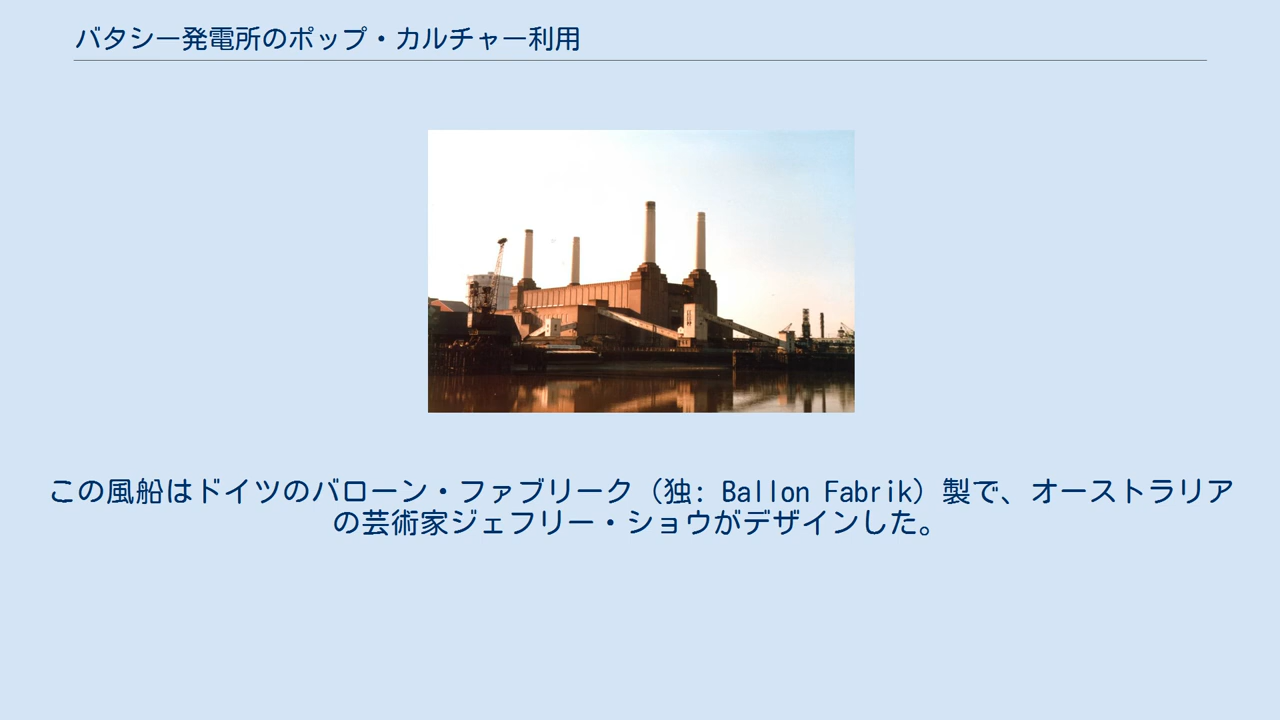 バタシー発電所のポップ・カルチャー利用
この風船はドイツのバローン・ファブリーク（独: Ballon Fabrik）製で、オーストラリア
の芸術家ジェフリー・ショウがデザインした。